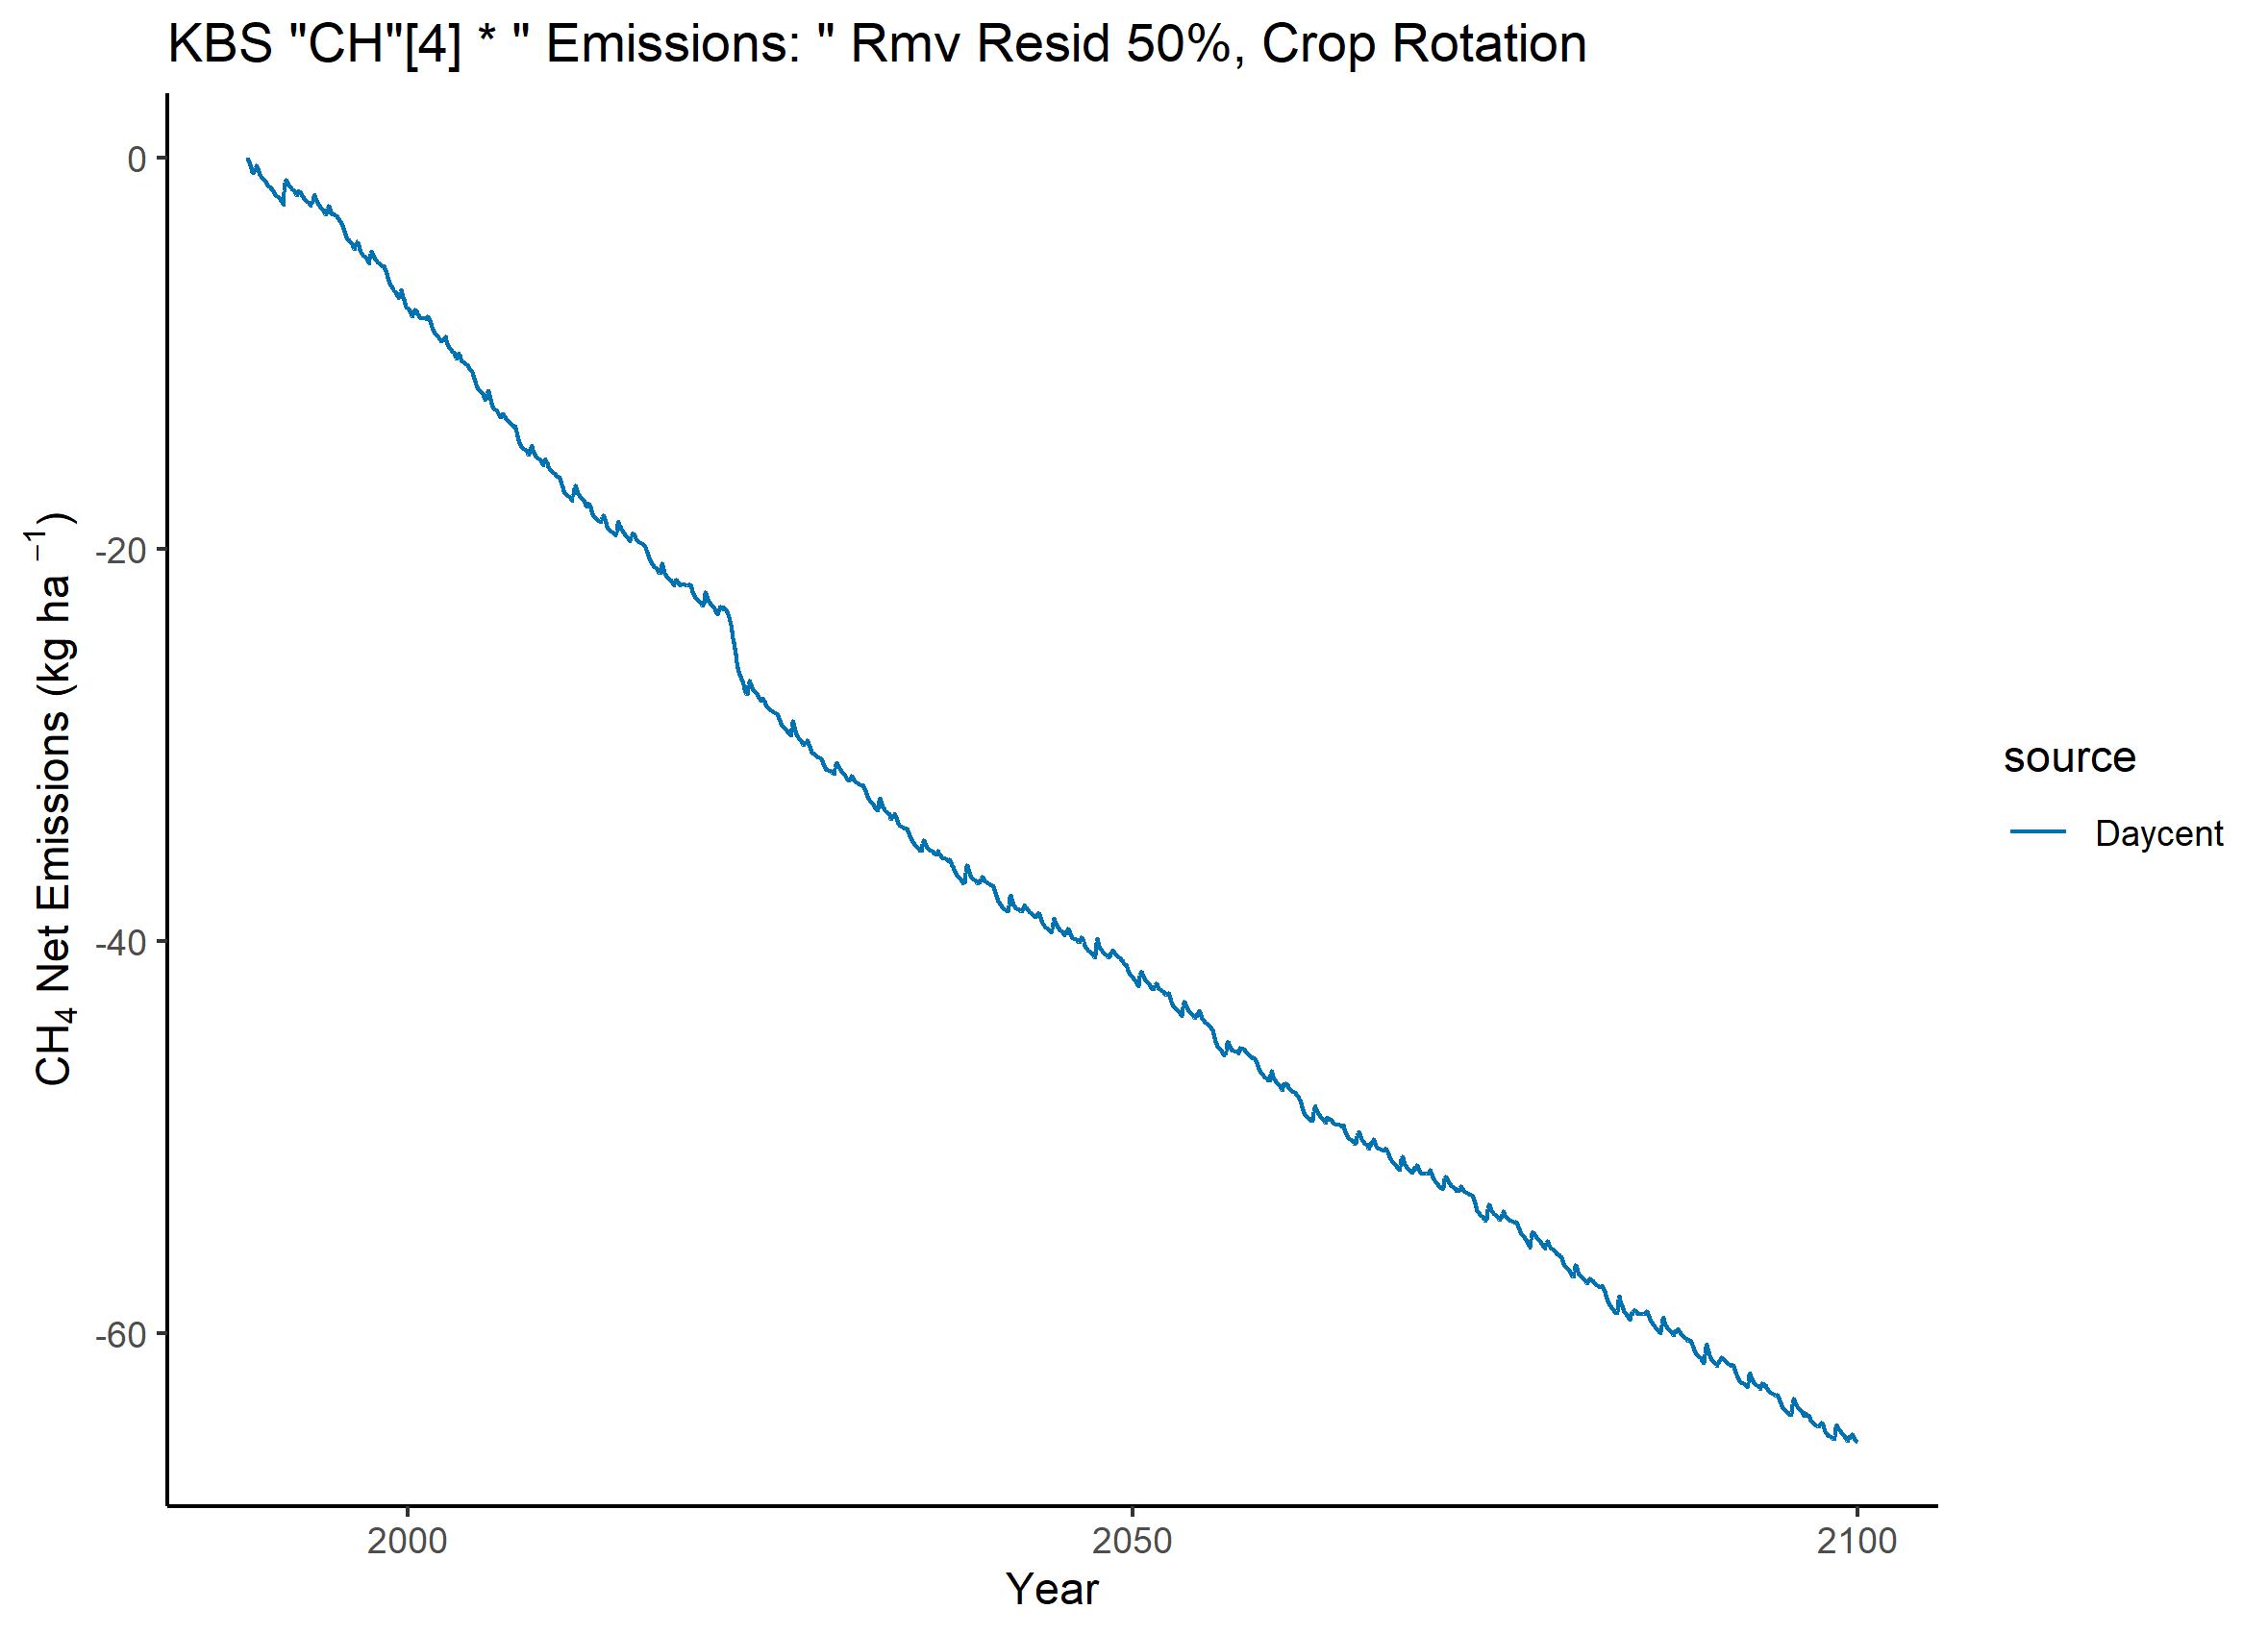 KBS "CH"[4] * " Emissions: " Rmv Resid 50%, Crop Rotation
CH₄ Net Emissions (kg ha ⁻¹)
0
-20
-40
-60
2000
2050
2100
Year
source
Daycent